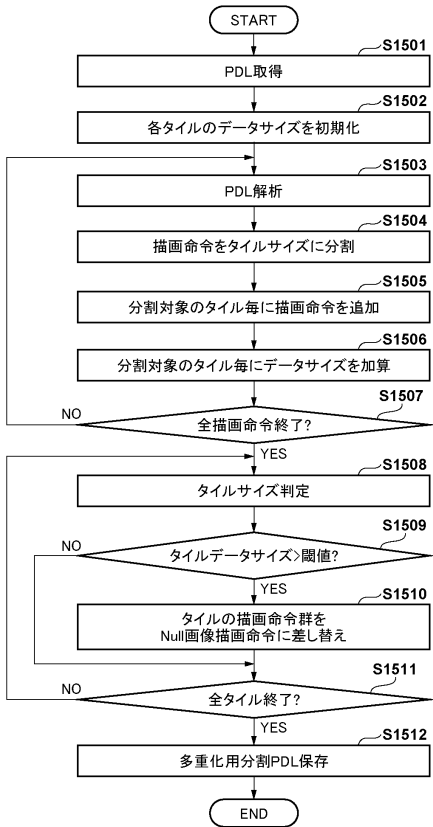 START
S1501
PDL取得
S1502
各タイルのデータサイズを初期化
S1503
PDL解析
S1504
描画命令をタイルサイズに分割
S1505
分割対象のタイル毎に描画命令を追加
S1506
分割対象のタイル毎にデータサイズを加算
S1507
NO
全描画命令終了?
YES
S1508
タイルサイズ判定
S1509
NO
タイルデータサイズ>閾値?
YES
S1510
タイルの描画命令群を
Null画像描画命令に差し替え
S1511
NO
全タイル終了?
YES
S1512
多重化用分割PDL保存
END